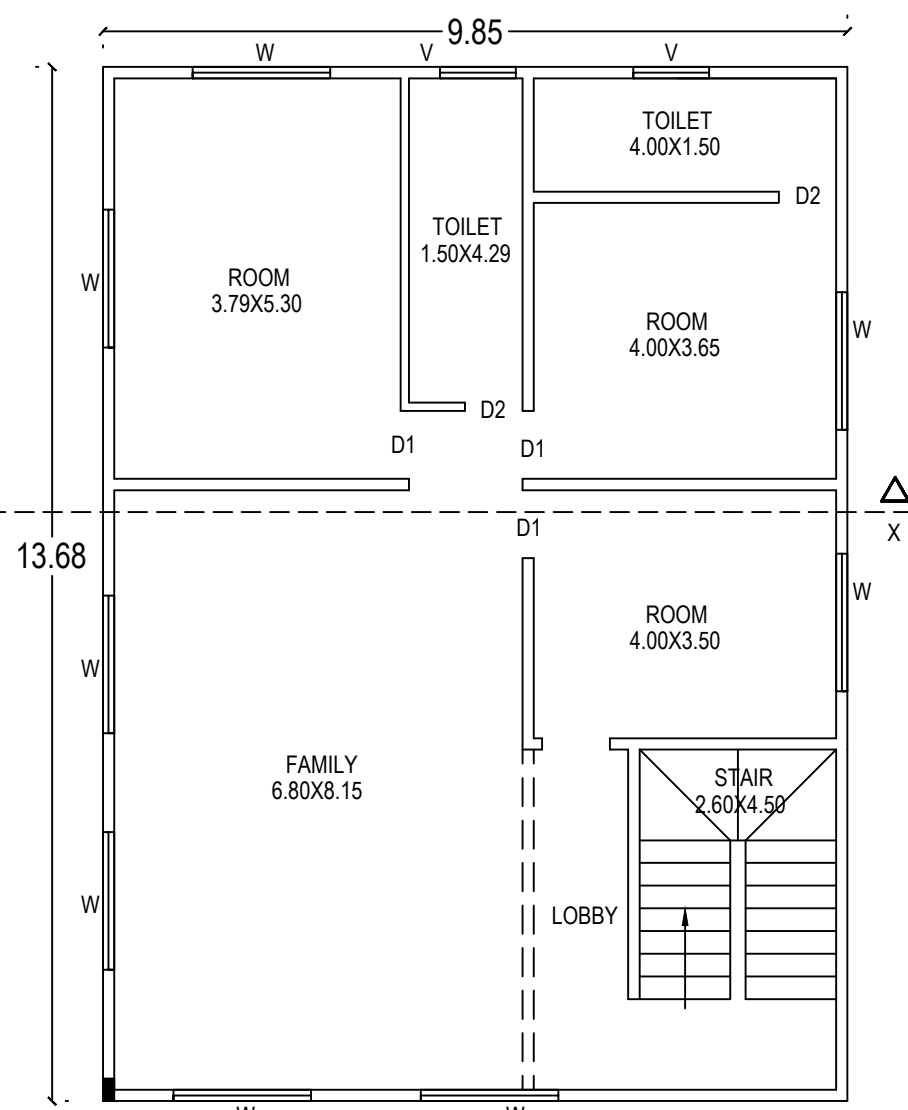 9.85
W
V
V
TOILET
4.00X1.50
D2
TOILET
1.50X4.29
ROOM
3.79X5.30
W
ROOM
4.00X3.65
W
D2
D1
D1
X
D1
13.68
W
ROOM
4.00X3.50
W
FAMILY
6.80X8.15
STAIR
2.60X4.50
W
LOBBY
W
W